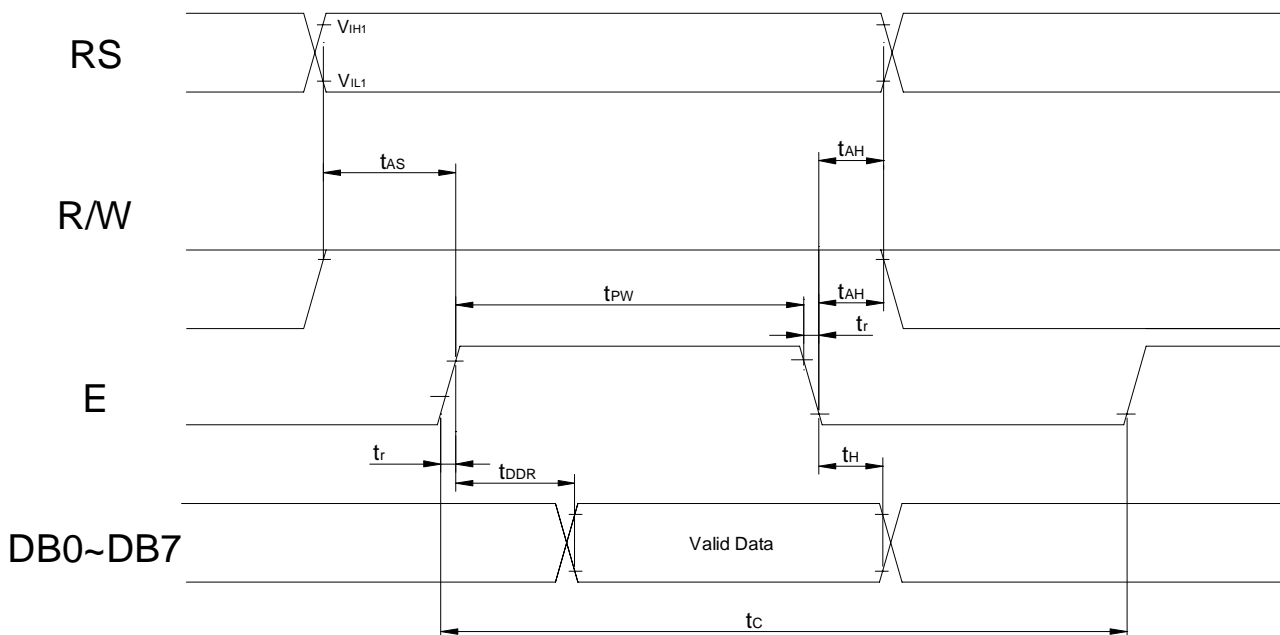 RS
VIH1
VIL1
tAS
tAH
R/W
tPW
tAH
tr
E
tr
tDDR
tH
DB0~DB7
Valid Data
tC